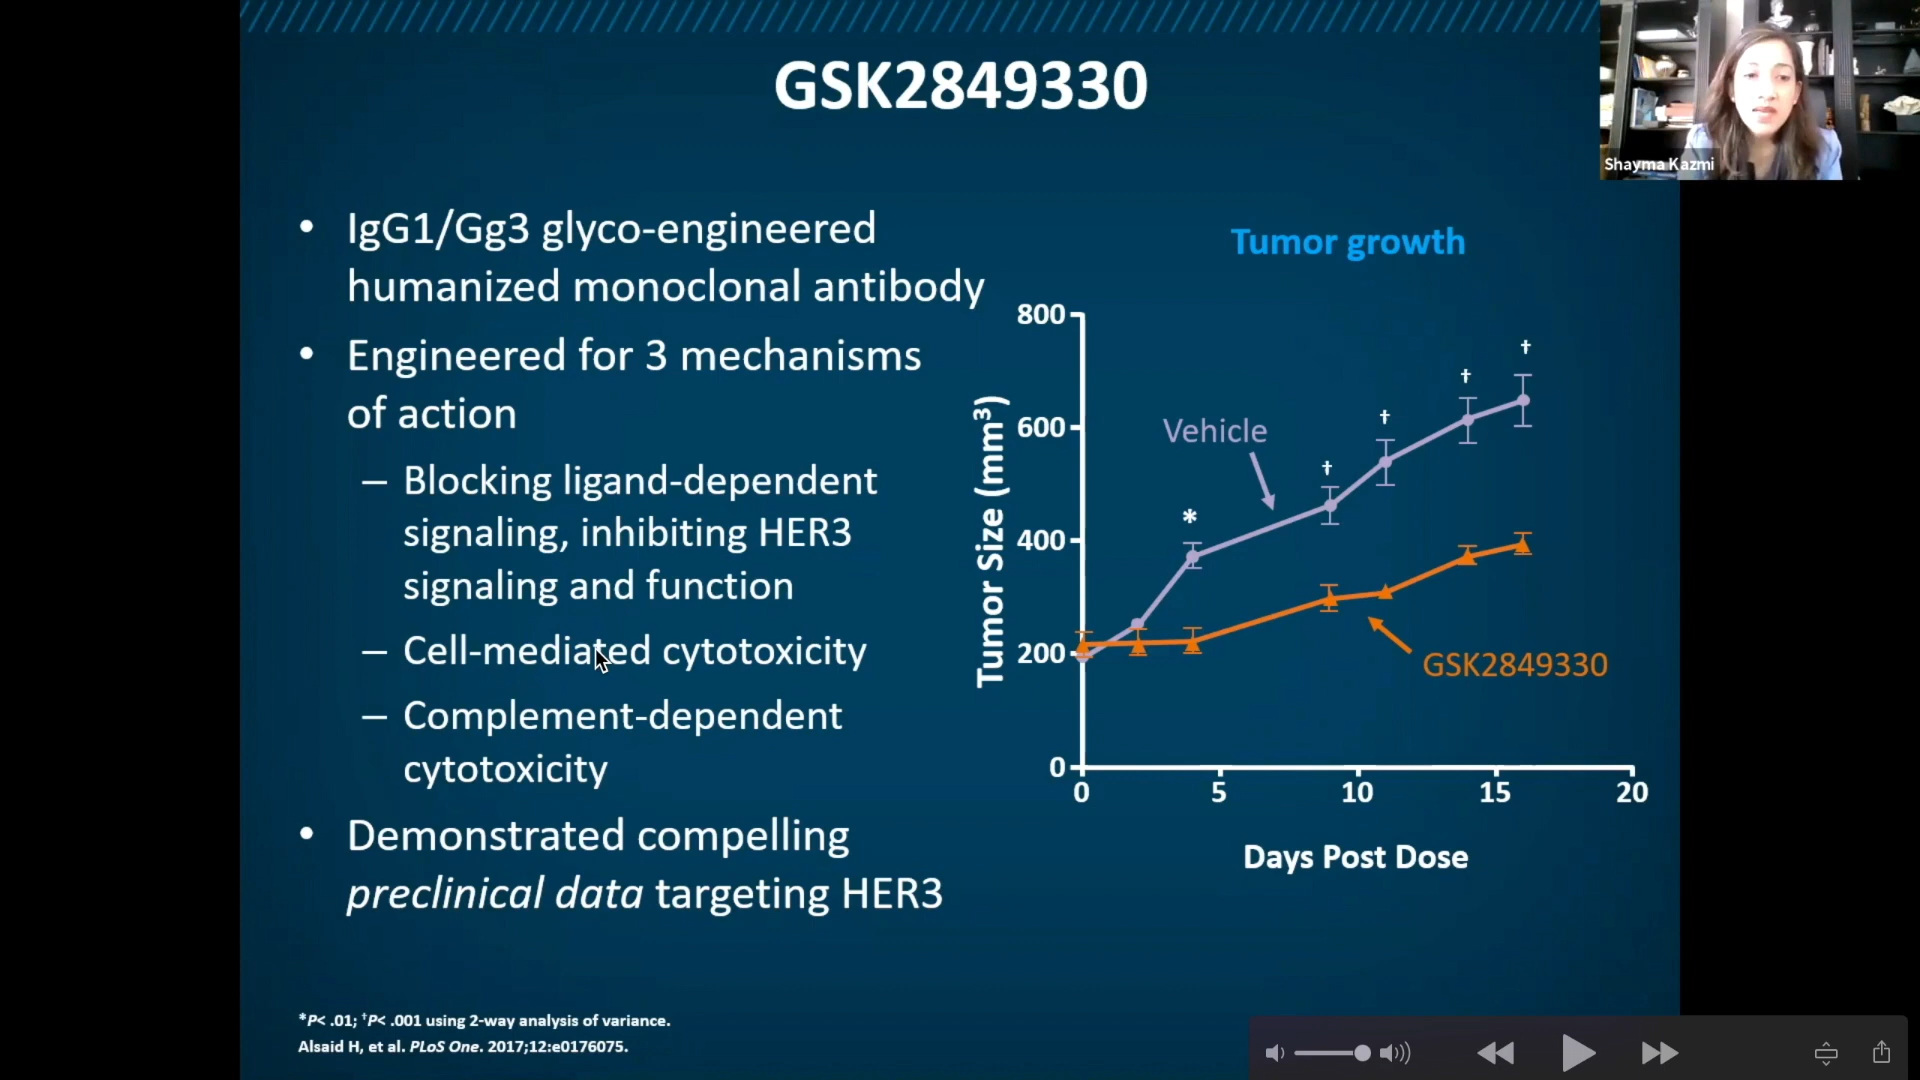 GSK2849330
Shayma Kazmi
• IgG1/Gg3 glyco-engineered
humanized monoclonal antibody
• Engineered for 3 mechanisms
of action
– Blocking ligand-dependent
signaling, inhibiting HER3
signaling and function
– Cell-mediated cytotoxicity
– Complement-dependent
cytotoxicity
• Demonstrated compelling
preclinical data targeting HER3
Tumor growth
Tumor Size (mm³)
800
600
400
200
0
Vehicle
*
†
†
†
†
GSK2849330
0 5 10 15 20
Days Post Dose
*P< .01; †P< .001 using 2-way analysis of variance.
Alsaid H, et al. PLoS One. 2017;12:e0176075.